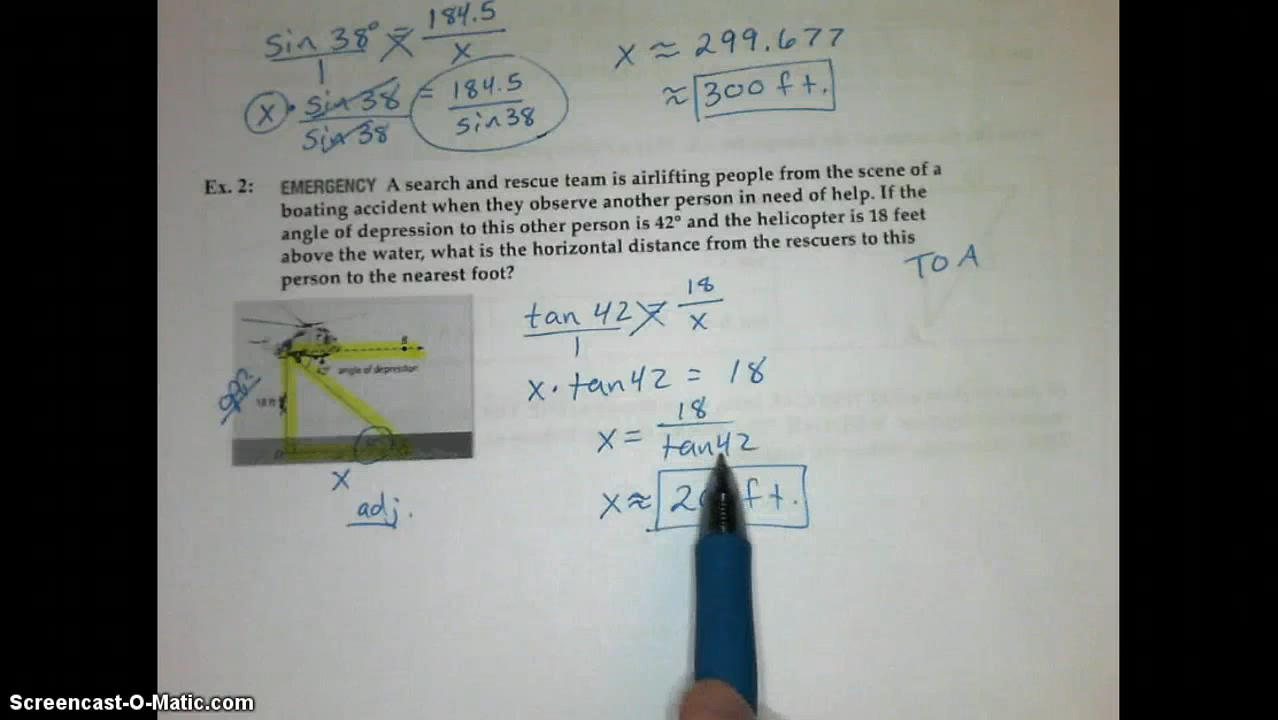 sin 38° = 184.5
1 x
x ≈ 299.677
x · sin 38 = 184.5
sin 38 sin 38
≈ 300 ft.
Ex. 2: EMERGENCY A search and rescue team is airlifting people from the scene of a
boating accident when they observe another person in need of help. If the
angle of depression to this other person is 42° and the helicopter is 18 feet
above the water, what is the horizontal distance from the rescuers to this
person to the nearest foot?
TOA
tan 42 = 18
1 x
angle of depression
42°
18 ft
opp
x · tan 42 = 18
x = 18
tan 42
x
adj.
x ≈ ft.
Screencast-O-Matic.com